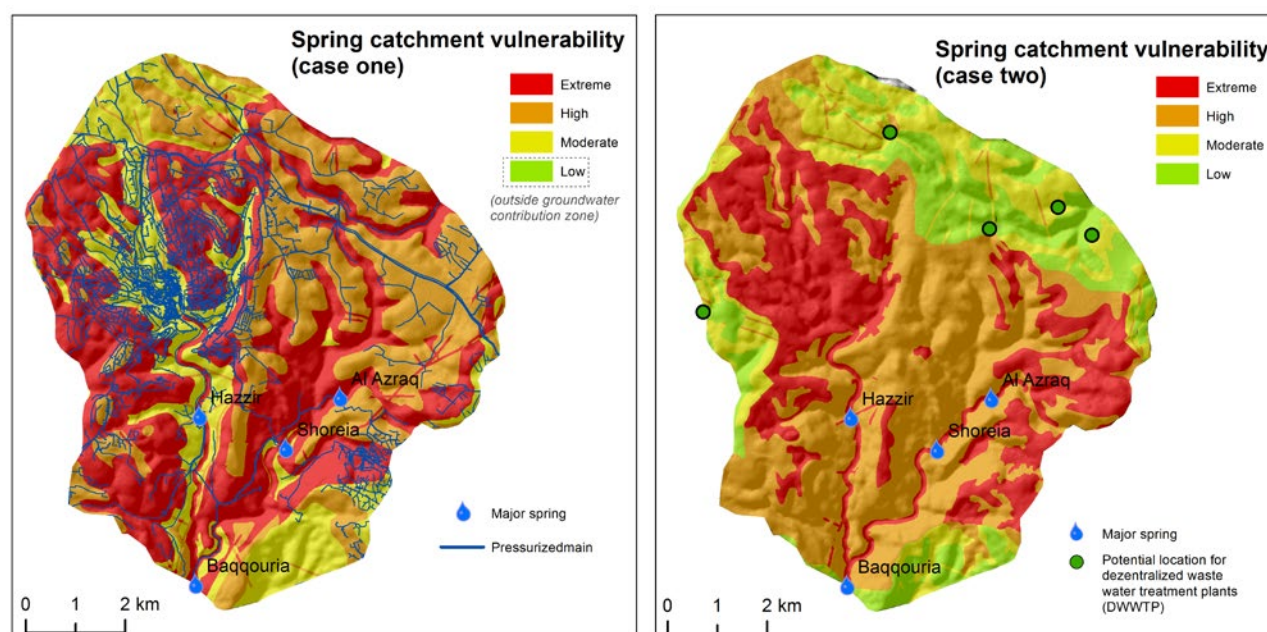 Spring catchment vulnerability
(case one)
Extreme
High
Moderate
Low
(outside groundwater
contribution zone)
Al Azraq
Hazzir
Shoreia
Major spring
Pressurizedmain
Baqqouria
0 1 2 km
Spring catchment vulnerability
(case two)
Extreme
High
Moderate
Low
Al Azraq
Hazzir
Shoreia
Major spring
Baqqouria
Potential location for
dezentralized waste
water treatment plants
(DWWTP)
0 1 2 km